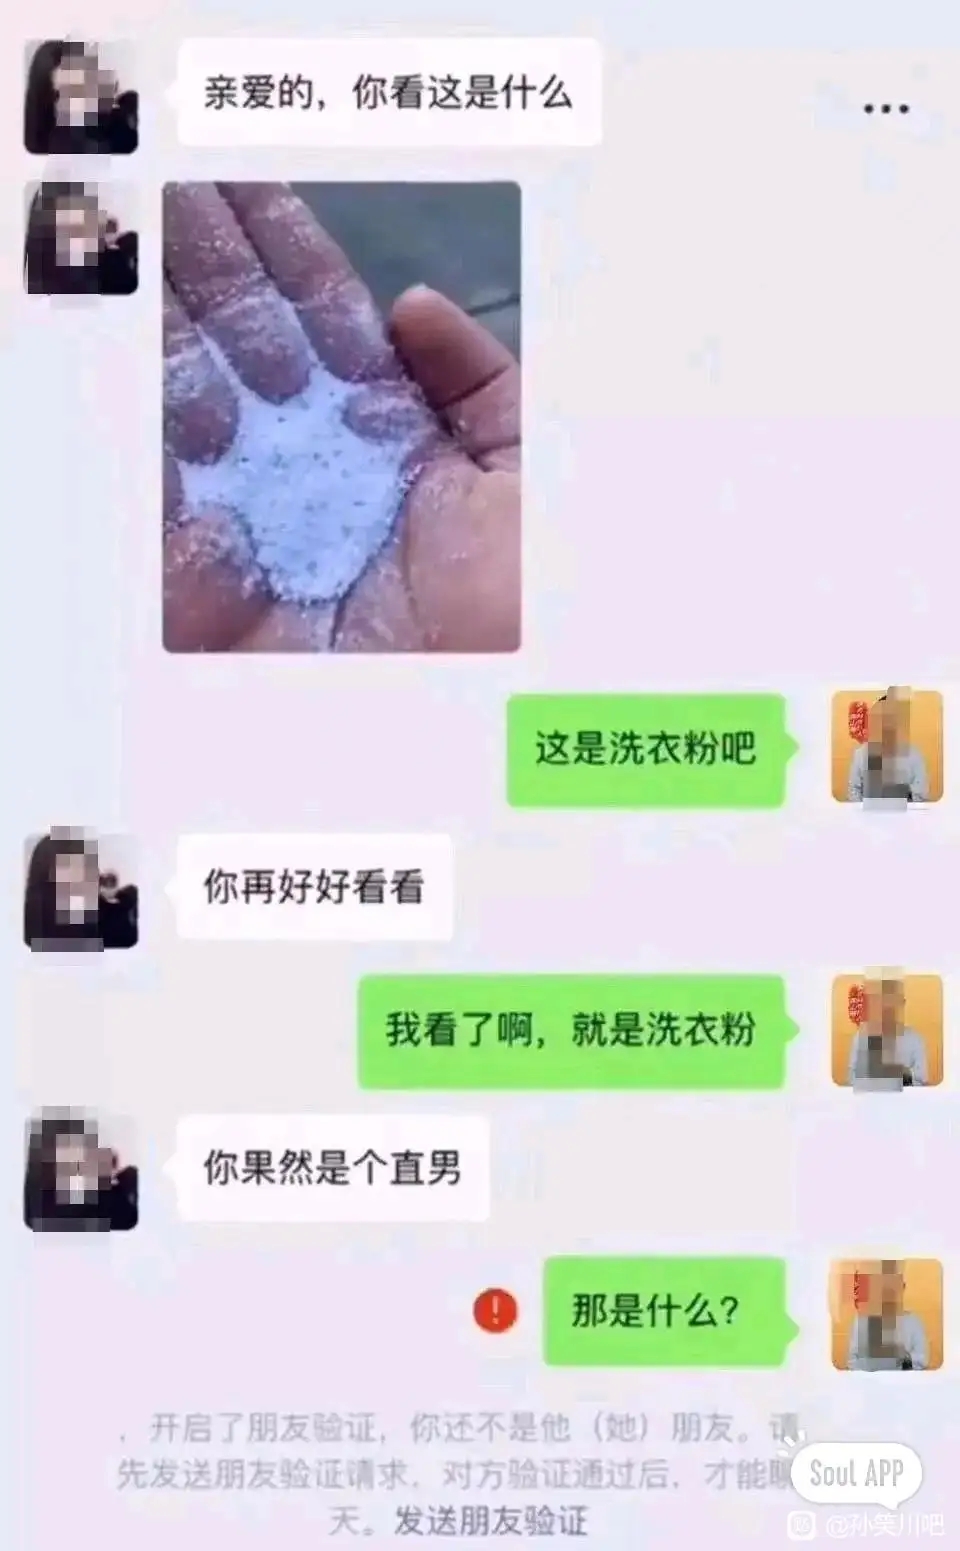 亲爱的，你看这是什么
这是洗衣粉吧
你再好好看看
我看了啊，就是洗衣粉
你果然是个直男
那是什么?
，开启了朋友验证，你还不是他（她）朋友。请
先发送朋友验证请求，对方验证通过后，才能聊
天。发送朋友验证
Soul APP
贴 @孙笑川吧